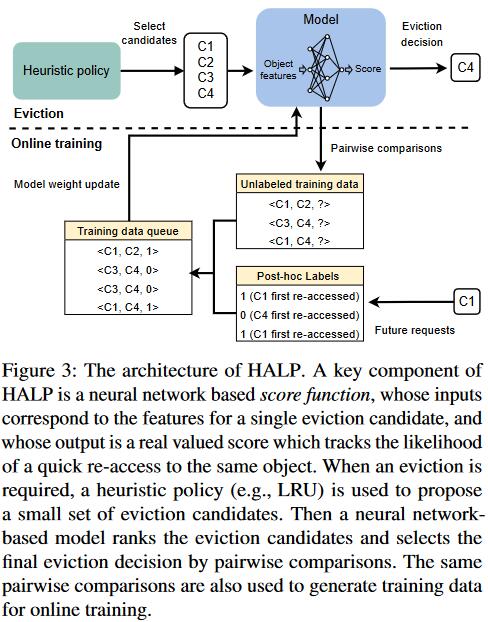 Select
candidates
Heuristic policy
C1
C2
C3
C4
Model
Object
features
Score
Eviction
decision
C4
Eviction
Online training
Model weight update
Pairwise comparisons
Training data queue
<C1, C2, 1>
<C3, C4, 0>
<C3, C4, 0>
<C1, C4, 1>
Unlabeled training data
<C1, C2, ?>
<C3, C4, ?>
<C1, C4, ?>
Post-hoc Labels
1 (C1 first re-accessed)
0 (C4 first re-accessed)
1 (C1 first re-accessed)
C1
Future requests
Figure 3: The architecture of HALP. A key component of
HALP is a neural network based score function, whose inputs
correspond to the features for a single eviction candidate, and
whose output is a real valued score which tracks the likelihood
of a quick re-access to the same object. When an eviction is
required, a heuristic policy (e.g., LRU) is used to propose
a small set of eviction candidates. Then a neural network-
based model ranks the eviction candidates and selects the
final eviction decision by pairwise comparisons. The same
pairwise comparisons are also used to generate training data
for online training.